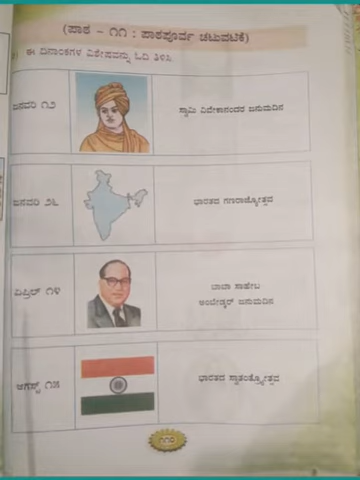 (ಪಾಠ - ೧೧ : ಪಾಠಪೂರ್ವ ಚಟುವಟಿಕೆ)
ಈ ದಿನಾಂಕಗಳ ವಿಶೇಷವನ್ನು ಓದಿ ತಿಳಿಸಿ
ಜನವರಿ ೧೨
ಸ್ವಾಮಿ ವಿವೇಕಾನಂದರ ಜನುಮದಿನ
ಜನವರಿ ೨೬
ಭಾರತದ ಗಣರಾಜ್ಯೋತ್ಸವ
ಏಪ್ರಿಲ್ ೧೪
ಬಾಬಾ ಸಾಹೇಬ
ಅಂಬೇಡ್ಕರ್ ಜನುಮದಿನ
ಆಗಸ್ಟ್ ೧೫
ಭಾರತದ ಸ್ವಾತಂತ್ರ್ಯೋತ್ಸವ